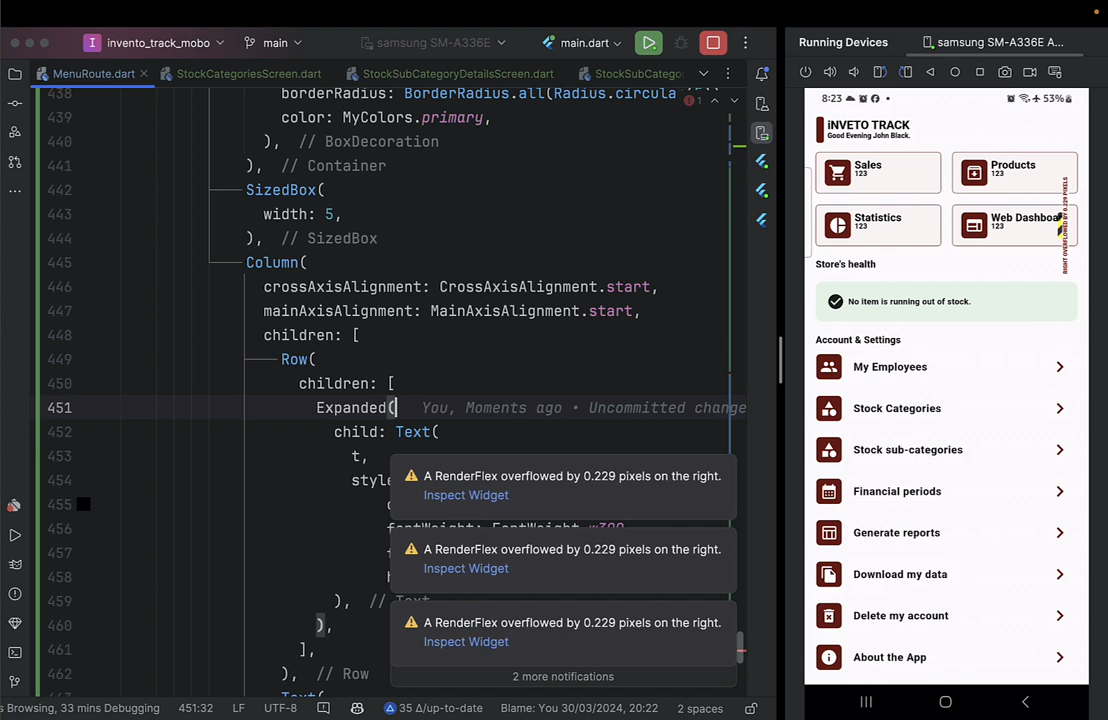 invento_track_mobo
main
samsung SM-A336E
main.dart
MenuRoute.dart
StockCategoriesScreen.dart
StockSubCategoryDetailsScreen.dart
StockSubCatego
438 borderRadius: BorderRadius.all(Radius.circula
1
439 color: MyColors.primary,
440 ), // BoxDecoration
441 ), // Container
442 SizedBox(
443 width: 5,
444 ), // SizedBox
445 Column(
446 crossAxisAlignment: CrossAxisAlignment.start,
447 mainAxisAlignment: MainAxisAlignment.start,
448 children: [
449 Row(
450 children: [
451 Expanded( You, Moments ago • Uncommitted change
452 child: Text(
453 t,
454 style
455
456
457
458
459 ), // Text
460 ),
461 ],
462 ), // Row
Text(
A RenderFlex overflowed by 0.229 pixels on the right.
Inspect Widget
A RenderFlex overflowed by 0.229 pixels on the right.
Inspect Widget
A RenderFlex overflowed by 0.229 pixels on the right.
Inspect Widget
2 more notifications
s Browsing, 33 mins Debugging
451:32
LF
UTF-8
35 Δ/up-to-date
Blame: You 30/03/2024, 20:22
2 spaces
Running Devices
samsung SM-A336E A...
8:23
53%
iNVETO TRACK
Good Evening John Black.
Sales
123
Products
123
Statistics
123
Web Dashboa
123
RIGHT OVERFLOWED BY 0.229 PIXELS
Store's health
No item is running out of stock.
Account & Settings
My Employees
Stock Categories
Stock sub-categories
Financial periods
Generate reports
Download my data
Delete my account
About the App